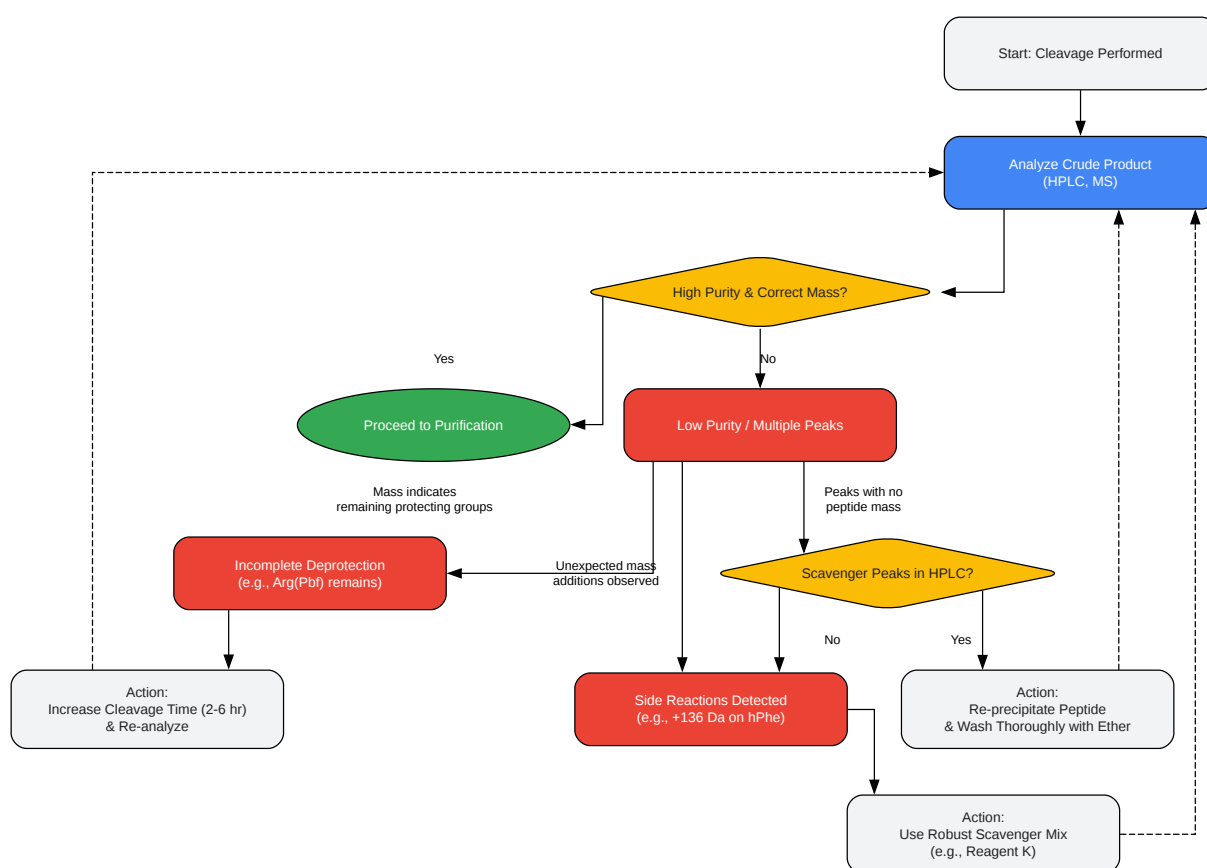 Start: Cleavage Performed
Analyze Crude Product
(HPLC, MS)
High Purity & Correct Mass?
Yes
No
Proceed to Purification
Low Purity / Multiple Peaks
Mass indicates
remaining protecting groups
Peaks with no
peptide mass
Incomplete Deprotection
(e.g., Arg(Pbf) remains)
Unexpected mass
additions observed
Scavenger Peaks in HPLC?
No
Yes
Action:
Increase Cleavage Time (2-6 hr)
& Re-analyze
Side Reactions Detected
(e.g., +136 Da on hPhe)
Action:
Re-precipitate Peptide
& Wash Thoroughly with Ether
Action:
Use Robust Scavenger Mix
(e.g., Reagent K)